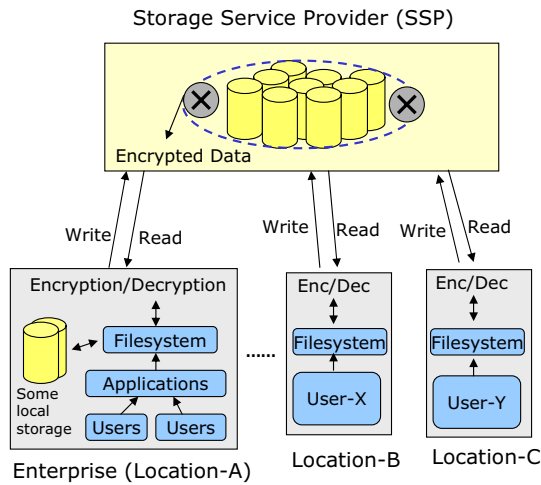 Storage Service Provider (SSP)
Encrypted Data
Write
Read
Write
Read
Write
Read
Encryption/Decryption
Filesystem
Applications
Users
Users
Some
local
storage
Enterprise (Location-A)
......
Enc/Dec
Filesystem
User-X
Location-B
Enc/Dec
Filesystem
User-Y
Location-C